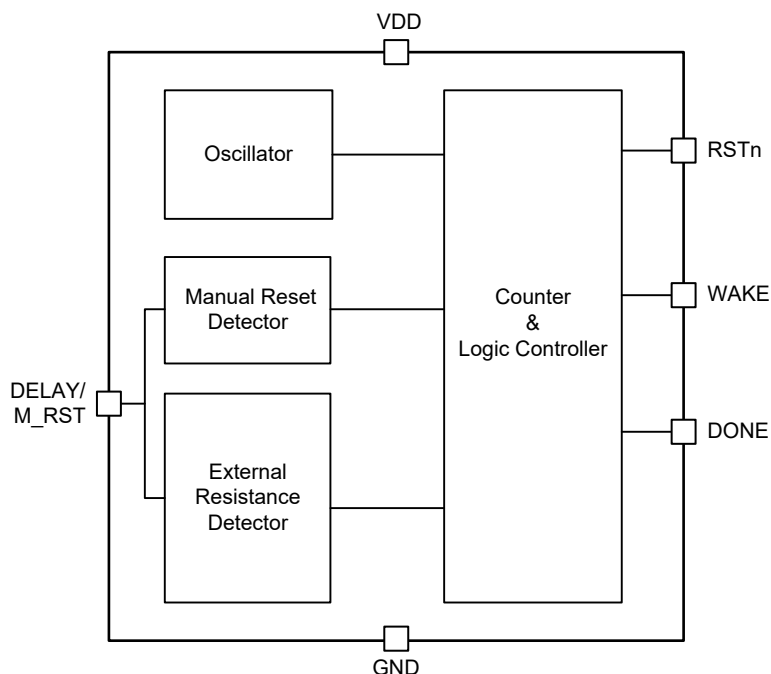 VDD
Oscillator
RSTn
Manual Reset
Detector
Counter
&
Logic Controller
WAKE
DELAY/
M_RST
External
Resistance
Detector
DONE
GND